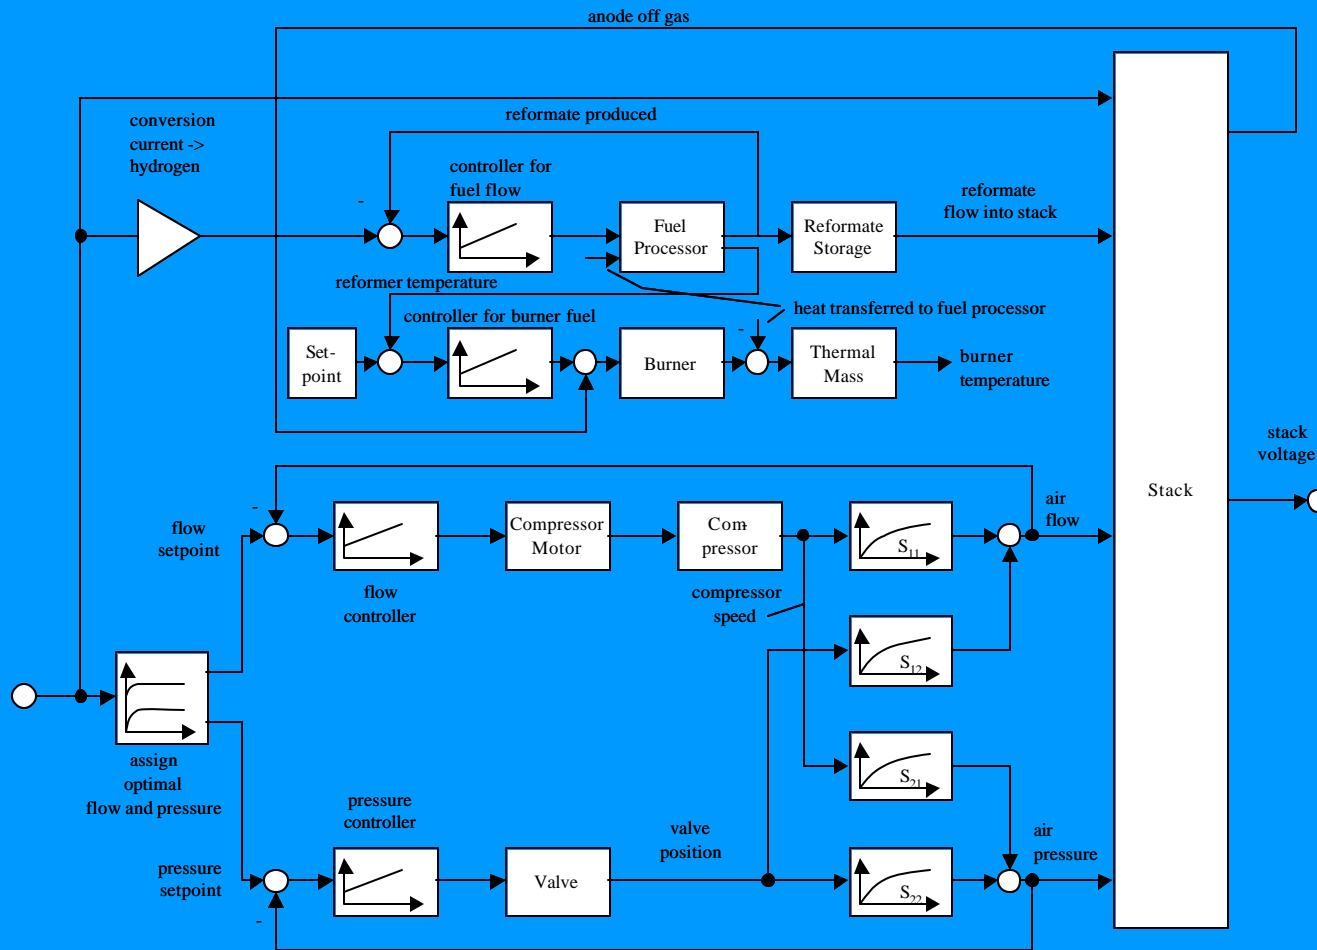 anode off gas
conversion
current ->
hydrogen
reformate produced
controller for
fuel flow
-
Fuel
Processor
Reformate
Storage
reformate
flow into stack
reformer temperature
controller for burner fuel
heat transferred to fuel processor
-
Set-
point
Burner
Thermal
Mass
burner
temperature
stack
voltage
Stack
-
flow
setpoint
Compressor
Motor
Com-
pressor
S11
air
flow
flow
controller
compressor
speed
S12
assign
optimal
flow and pressure
S21
pressure
controller
valve
position
air
pressure
pressure
setpoint
Valve
S22
-